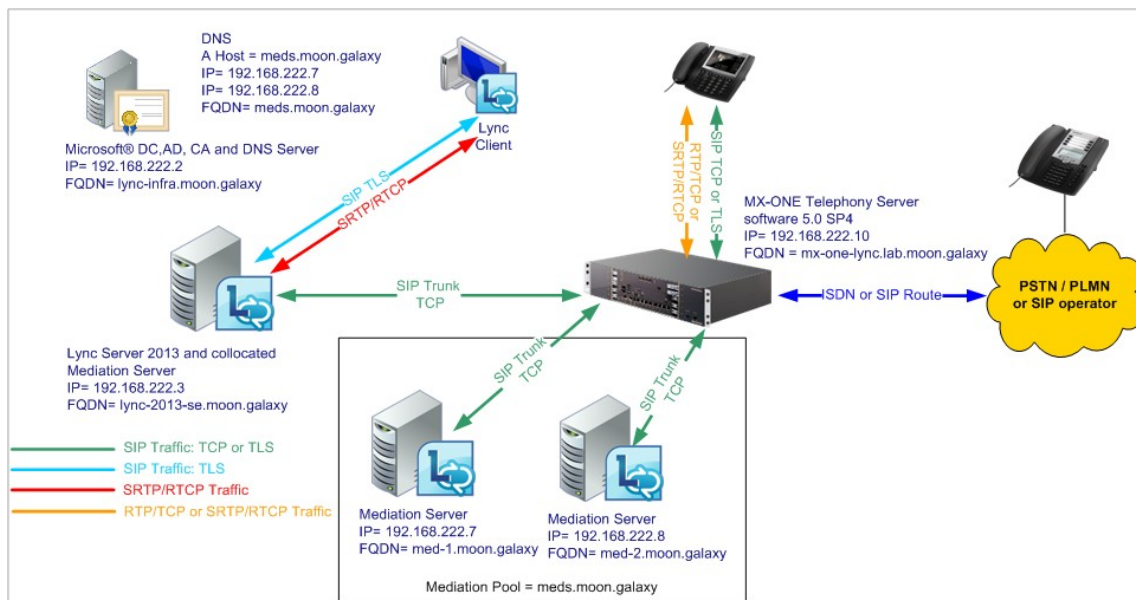 DNS
A Host = meds.moon.galaxy
IP= 192.168.222.7
IP= 192.168.222.8
FQDN= meds.moon.galaxy
Microsoft® DC,AD, CA and DNS Server
IP= 192.168.222.2
FQDN= lync-infra.moon.galaxy
Lync
Client
SIP TLS
SRTP/RTCP
RTP/TCP or
SRTP/RTCP
SIP TCP or TLS
MX-ONE Telephony Server
software 5.0 SP4
IP= 192.168.222.10
FQDN = mx-one-lync.lab.moon.galaxy
SIP Trunk
TCP
ISDN or SIP Route
PSTN / PLMN
or SIP operator
Lync Server 2013 and collocated
Mediation Server
IP= 192.168.222.3
FQDN= lync-2013-se.moon.galaxy
SIP Trunk
TCP
SIP Trunk
TCP
SIP Traffic: TCP or TLS
SIP Traffic: TLS
SRTP/RTCP Traffic
RTP/TCP or SRTP/RTCP Traffic
Mediation Server
IP= 192.168.222.7
FQDN= med-1.moon.galaxy
Mediation Server
IP= 192.168.222.8
FQDN= med-2.moon.galaxy
Mediation Pool = meds.moon.galaxy